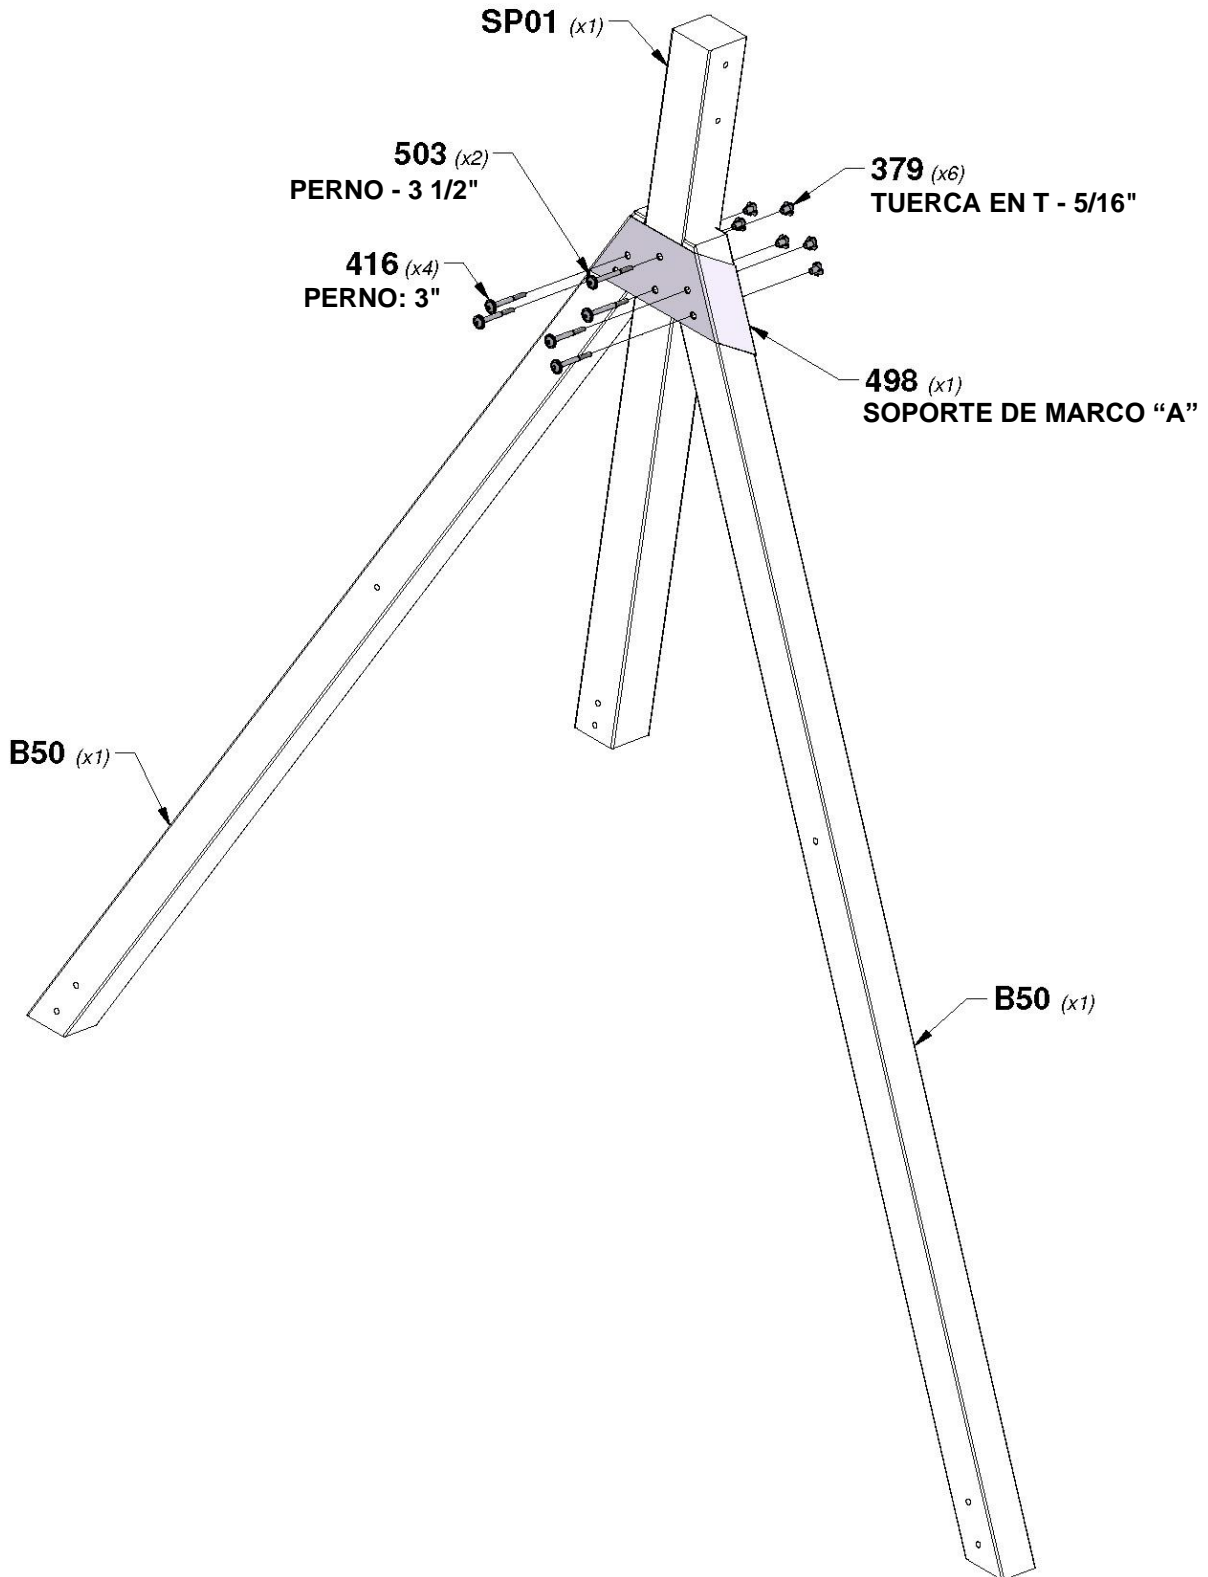 SP01 (x1)
503 (x2)
PERNO - 3 1/2"
379 (x6)
TUERCA EN T - 5/16"
416 (x4)
PERNO: 3"
498 (x1)
SOPORTE DE MARCO “A”
B50 (x1)
B50 (x1)